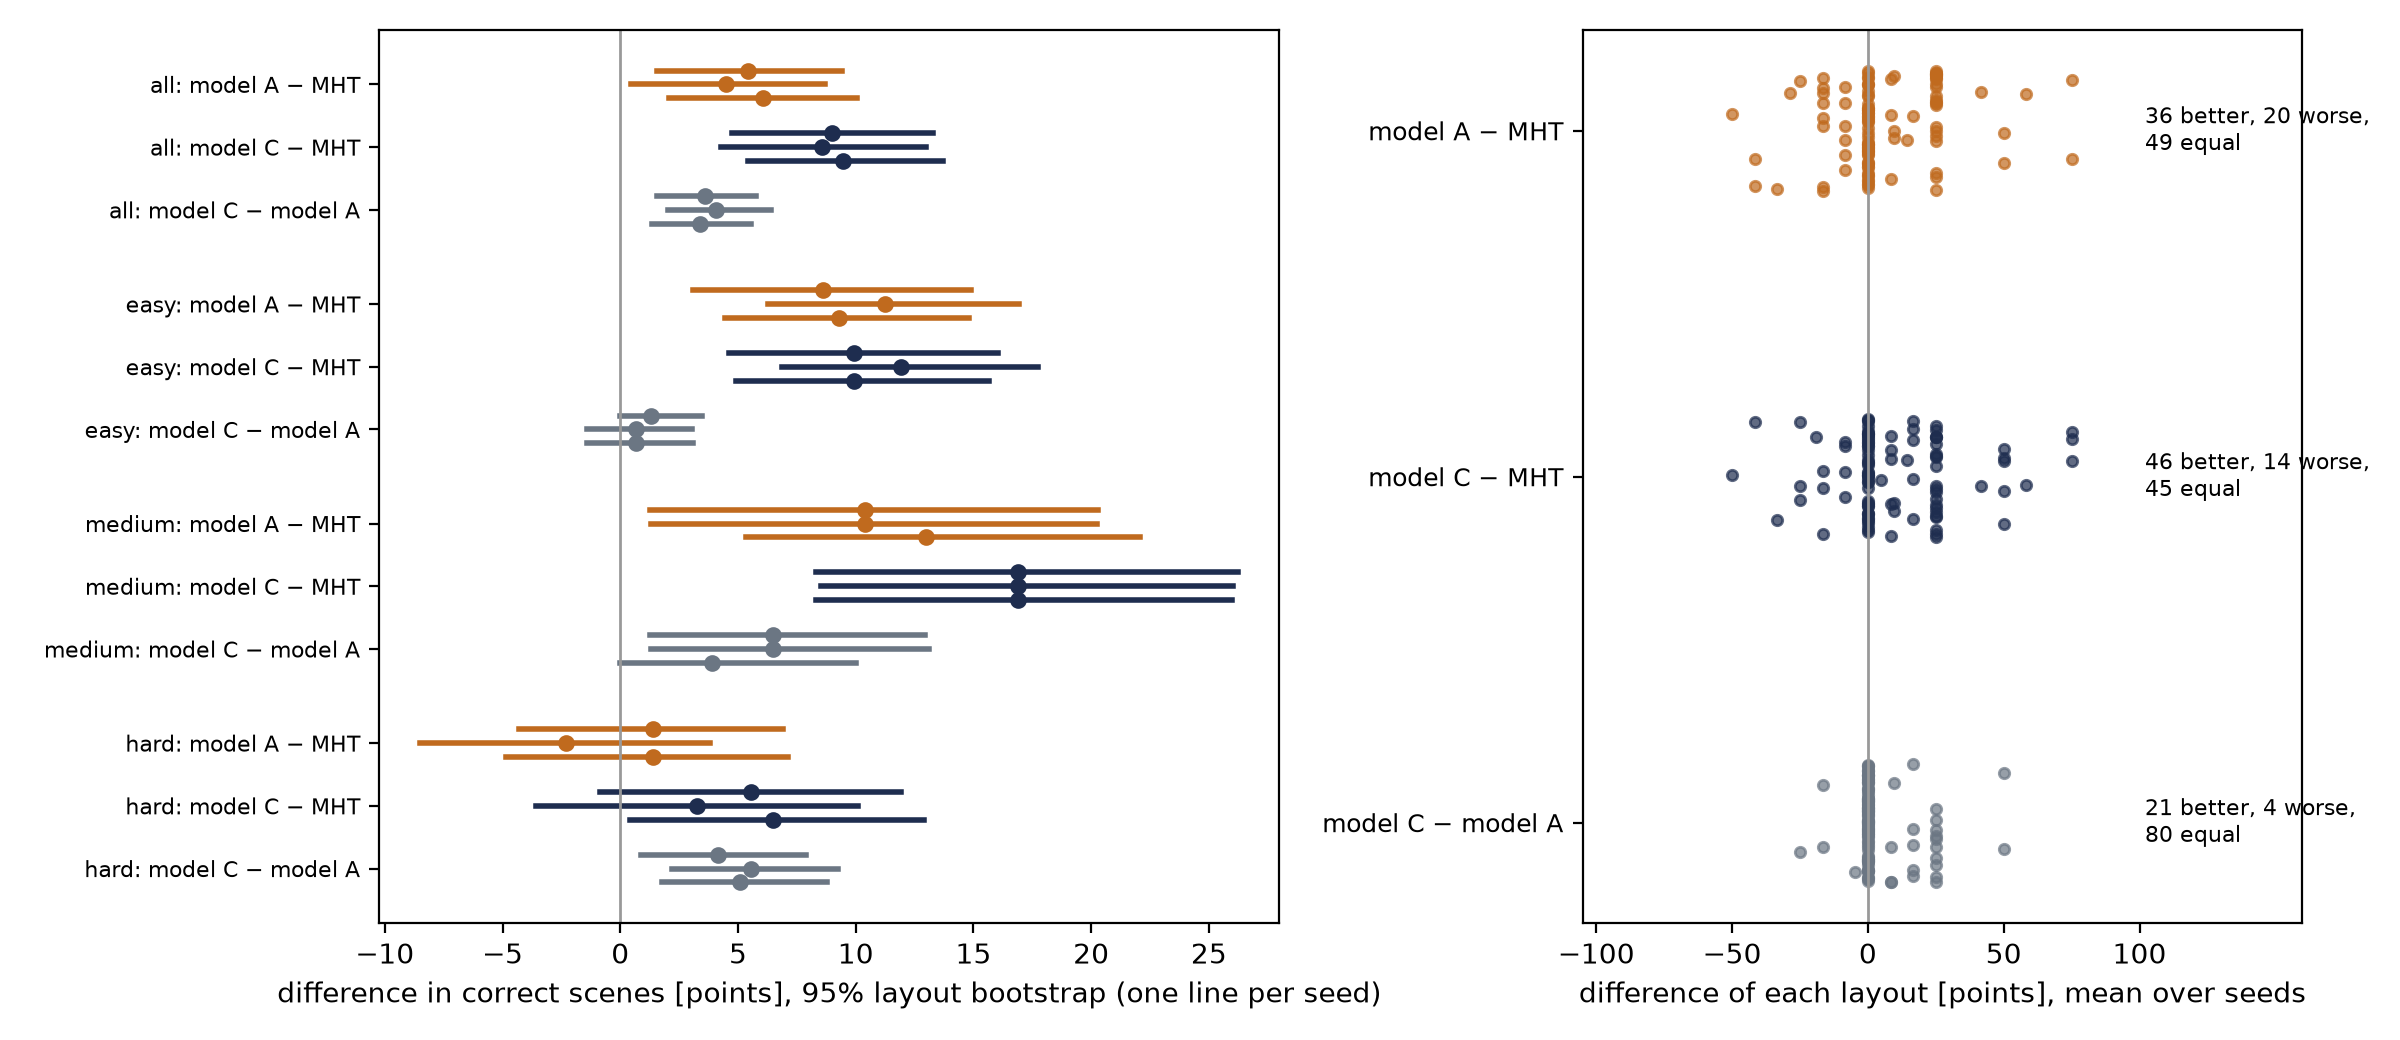 all: model A − MHT
all: model C − MHT
all: model C − model A
easy: model A − MHT
easy: model C − MHT
easy: model C − model A
medium: model A − MHT
medium: model C − MHT
medium: model C − model A
hard: model A − MHT
hard: model C − MHT
hard: model C − model A
−10 −5 0 5 10 15 20 25
difference in correct scenes [points], 95% layout bootstrap (one line per seed)
model A − MHT
36 better, 20 worse,
49 equal
model C − MHT
46 better, 14 worse,
45 equal
model C − model A
21 better, 4 worse,
80 equal
−100 −50 0 50 100
difference of each layout [points], mean over seeds